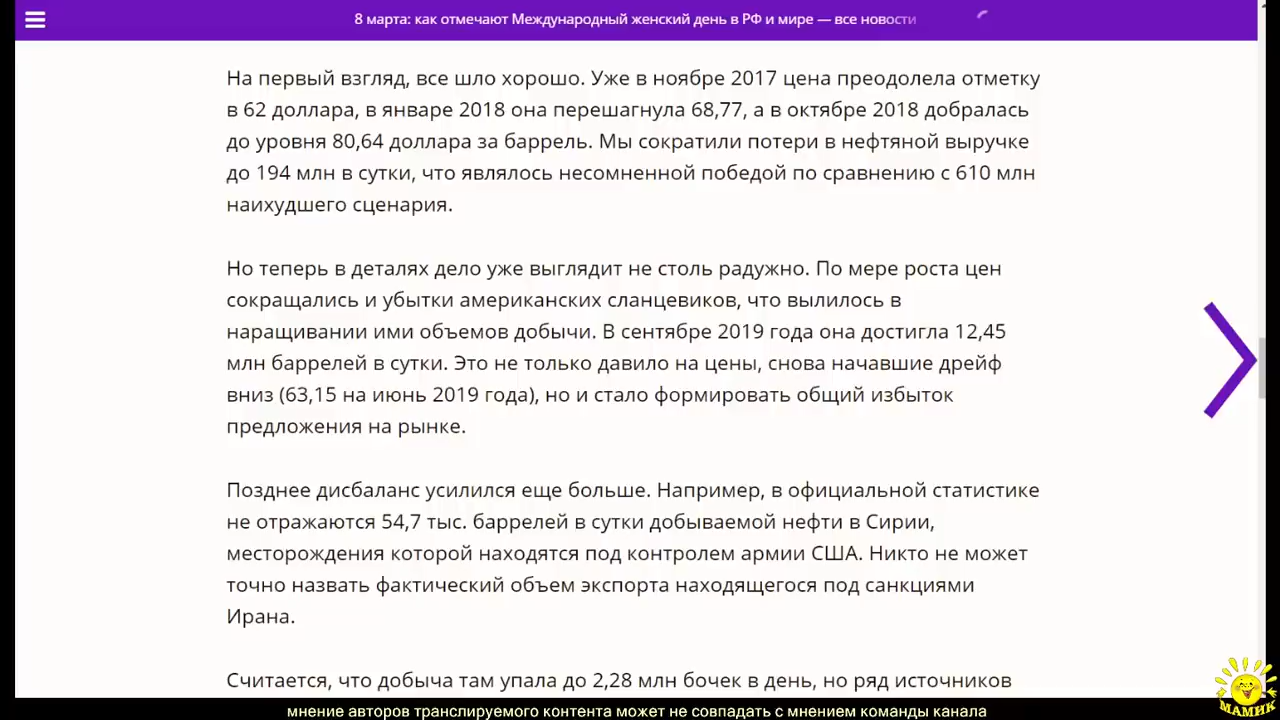 8 марта: как отмечают Международный женский день в РФ и мире — все новости
На первый взгляд, все шло хорошо. Уже в ноябре 2017 цена преодолела отметку
в 62 доллара, в январе 2018 она перешагнула 68,77, а в октябре 2018 добралась
до уровня 80,64 доллара за баррель. Мы сократили потери в нефтяной выручке
до 194 млн в сутки, что являлось несомненной победой по сравнению с 610 млн
наихудшего сценария.
Но теперь в деталях дело уже выглядит не столь радужно. По мере роста цен
сокращались и убытки американских сланцевиков, что вылилось в
наращивании ими объемов добычи. В сентябре 2019 года она достигла 12,45
млн баррелей в сутки. Это не только давило на цены, снова начавшие дрейф
вниз (63,15 на июнь 2019 года), но и стало формировать общий избыток
предложения на рынке.
Позднее дисбаланс усилился еще больше. Например, в официальной статистике
не отражаются 54,7 тыс. баррелей в сутки добываемой нефти в Сирии,
месторождения которой находятся под контролем армии США. Никто не может
точно назвать фактический объем экспорта находящегося под санкциями
Ирана.
Считается, что добыча там упала до 2,28 млн бочек в день, но ряд источников
МАМИК
мнение авторов транслируемого контента может не совпадать с мнением команды канала